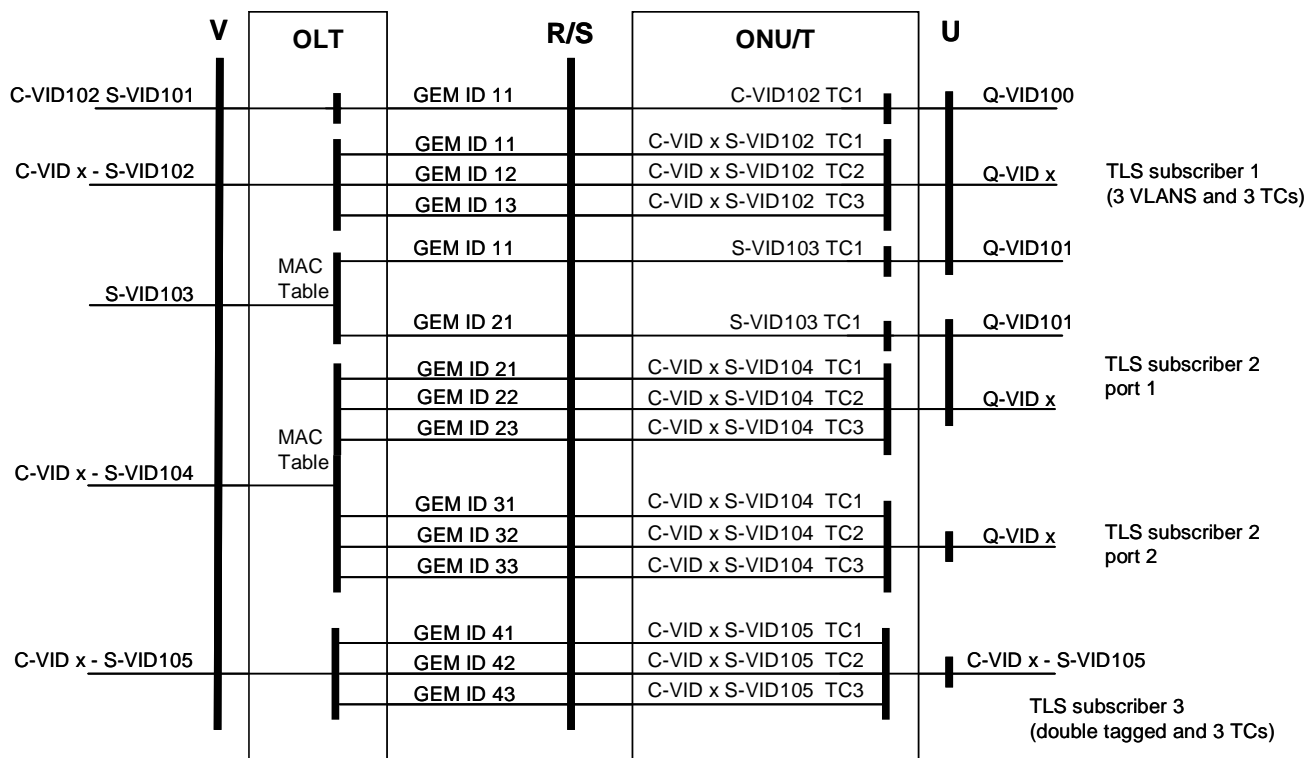 V
OLT
R/S
ONU/T
U
C-VID102 S-VID101
GEM ID 11
C-VID102 TC1
Q-VID100
GEM ID 11
C-VID x S-VID102 TC1
C-VID x - S-VID102
GEM ID 12
C-VID x S-VID102 TC2
Q-VID x
TLS subscriber 1
(3 VLANS and 3 TCs)
GEM ID 13
C-VID x S-VID102 TC3
GEM ID 11
S-VID103 TC1
Q-VID101
MAC
Table
S-VID103
GEM ID 21
S-VID103 TC1
Q-VID101
GEM ID 21
C-VID x S-VID104 TC1
TLS subscriber 2
port 1
GEM ID 22
C-VID x S-VID104 TC2
Q-VID x
GEM ID 23
C-VID x S-VID104 TC3
MAC
Table
C-VID x - S-VID104
GEM ID 31
C-VID x S-VID104 TC1
GEM ID 32
C-VID x S-VID104 TC2
Q-VID x
TLS subscriber 2
port 2
GEM ID 33
C-VID x S-VID104 TC3
GEM ID 41
C-VID x S-VID105 TC1
C-VID x - S-VID105
GEM ID 42
C-VID x S-VID105 TC2
C-VID x - S-VID105
GEM ID 43
C-VID x S-VID105 TC3
TLS subscriber 3
(double tagged and 3 TCs)